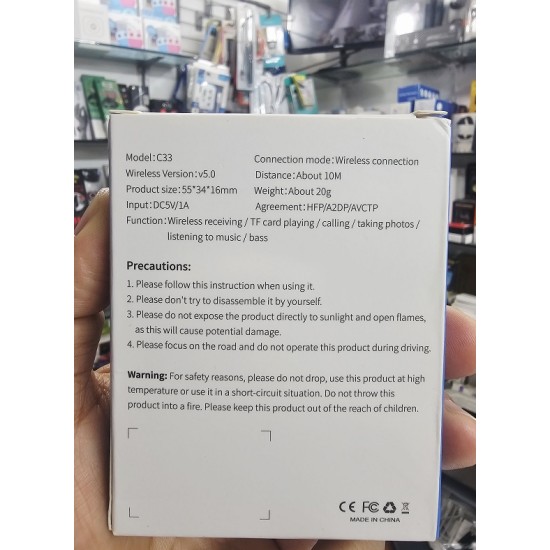 Model:C33
Connection mode:Wireless connection
Wireless Version:v5.0
Distance:About 10M
Product size:55*34*16mm
Weight:About 20g
Input:DC5V/1A
Agreement:HFP/A2DP/AVCTP
Function:Wireless receiving / TF card playing / calling / taking photos /
listening to music / bass
Precautions:
1. Please follow this instruction when using it.
2. Please don't try to disassemble it by yourself.
3. Please do not expose the product directly to sunlight and open flames,
as this will cause potential damage.
4. Please focus on the road and do not operate this product during driving.
Warning: For safety reasons, please do not drop, use this product at high
temperature or use it in a short-circuit situation. Do not throw this
product into a fire. Please keep this product out of the reach of children.
CE FC
MADE IN CHINA